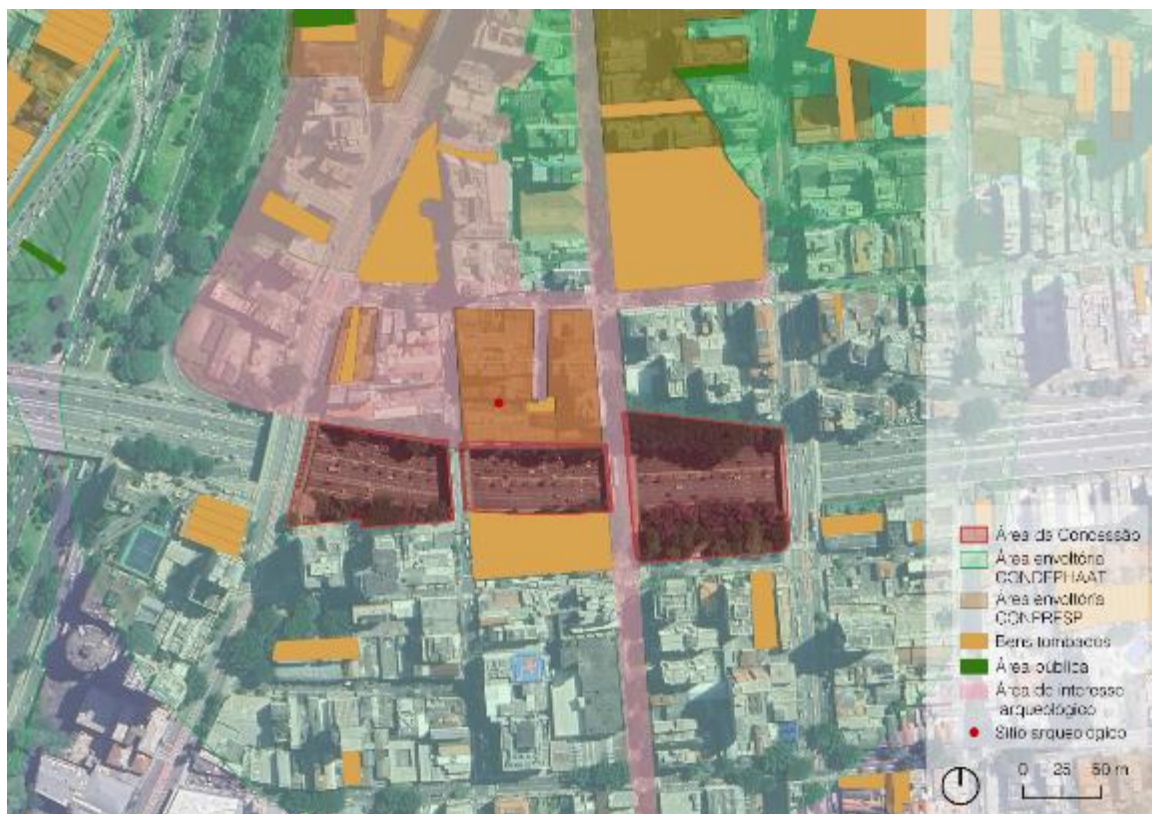 Área de Concessão
Área envoltória
CONDEPHAAT
Área envoltória
CONPRESP
Bens tombados
Área pública
Área de interesse
arqueológico
Sítio arqueológico
0 25 50 m